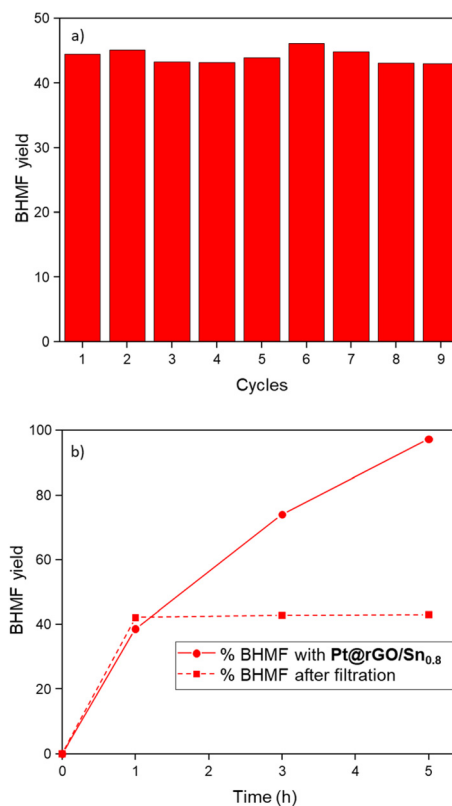 a)
50
40
30
20
10
0
BHMF yield
1 2 3 4 5 6 7 8 9
Cycles
b)
100
80
60
40
20
0
BHMF yield
% BHMF with Pt@rGO/Sn0.8
% BHMF after filtration
0 1 2 3 4 5
Time (h)